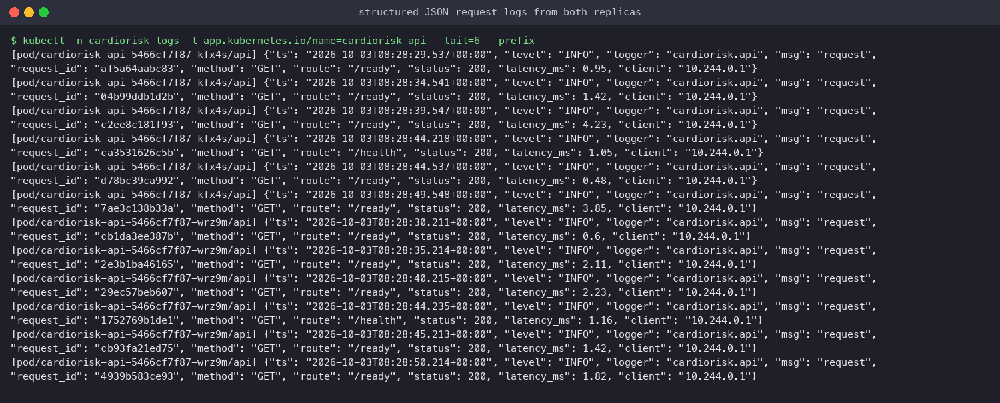 structured JSON request logs from both replicas
$ kubectl -n cardiorisk logs -l app.kubernetes.io/name=cardiorisk-api --tail=6 --prefix
[pod/cardiorisk-api-5466cf7f87-kfx4s/api] {"ts": "2026-10-03T08:28:29.537+00:00", "level": "INFO", "logger": "cardiorisk.api", "msg": "request",
"request_id": "af5a64aabc83", "method": "GET", "route": "/ready", "status": 200, "latency_ms": 0.95, "client": "10.244.0.1"}
[pod/cardiorisk-api-5466cf7f87-kfx4s/api] {"ts": "2026-10-03T08:28:34.541+00:00", "level": "INFO", "logger": "cardiorisk.api", "msg": "request",
"request_id": "04b99ddb1d2b", "method": "GET", "route": "/ready", "status": 200, "latency_ms": 1.42, "client": "10.244.0.1"}
[pod/cardiorisk-api-5466cf7f87-kfx4s/api] {"ts": "2026-10-03T08:28:39.547+00:00", "level": "INFO", "logger": "cardiorisk.api", "msg": "request",
"request_id": "c2ee8c181f93", "method": "GET", "route": "/ready", "status": 200, "latency_ms": 4.23, "client": "10.244.0.1"}
[pod/cardiorisk-api-5466cf7f87-kfx4s/api] {"ts": "2026-10-03T08:28:44.218+00:00", "level": "INFO", "logger": "cardiorisk.api", "msg": "request",
"request_id": "ca3531626c5b", "method": "GET", "route": "/health", "status": 200, "latency_ms": 1.05, "client": "10.244.0.1"}
[pod/cardiorisk-api-5466cf7f87-kfx4s/api] {"ts": "2026-10-03T08:28:44.537+00:00", "level": "INFO", "logger": "cardiorisk.api", "msg": "request",
"request_id": "d78bc39ca992", "method": "GET", "route": "/ready", "status": 200, "latency_ms": 0.48, "client": "10.244.0.1"}
[pod/cardiorisk-api-5466cf7f87-kfx4s/api] {"ts": "2026-10-03T08:28:49.548+00:00", "level": "INFO", "logger": "cardiorisk.api", "msg": "request",
"request_id": "7ae3c138b33a", "method": "GET", "route": "/ready", "status": 200, "latency_ms": 3.85, "client": "10.244.0.1"}
[pod/cardiorisk-api-5466cf7f87-wrz9m/api] {"ts": "2026-10-03T08:28:30.211+00:00", "level": "INFO", "logger": "cardiorisk.api", "msg": "request",
"request_id": "cb1da3ee387b", "method": "GET", "route": "/ready", "status": 200, "latency_ms": 0.6, "client": "10.244.0.1"}
[pod/cardiorisk-api-5466cf7f87-wrz9m/api] {"ts": "2026-10-03T08:28:35.214+00:00", "level": "INFO", "logger": "cardiorisk.api", "msg": "request",
"request_id": "2e3b1ba46165", "method": "GET", "route": "/ready", "status": 200, "latency_ms": 2.11, "client": "10.244.0.1"}
[pod/cardiorisk-api-5466cf7f87-wrz9m/api] {"ts": "2026-10-03T08:28:40.215+00:00", "level": "INFO", "logger": "cardiorisk.api", "msg": "request",
"request_id": "29ec57beb607", "method": "GET", "route": "/ready", "status": 200, "latency_ms": 2.23, "client": "10.244.0.1"}
[pod/cardiorisk-api-5466cf7f87-wrz9m/api] {"ts": "2026-10-03T08:28:44.235+00:00", "level": "INFO", "logger": "cardiorisk.api", "msg": "request",
"request_id": "1752769b1de1", "method": "GET", "route": "/health", "status": 200, "latency_ms": 1.16, "client": "10.244.0.1"}
[pod/cardiorisk-api-5466cf7f87-wrz9m/api] {"ts": "2026-10-03T08:28:45.213+00:00", "level": "INFO", "logger": "cardiorisk.api", "msg": "request",
"request_id": "cb93fa21ed75", "method": "GET", "route": "/ready", "status": 200, "latency_ms": 1.42, "client": "10.244.0.1"}
[pod/cardiorisk-api-5466cf7f87-wrz9m/api] {"ts": "2026-10-03T08:28:50.214+00:00", "level": "INFO", "logger": "cardiorisk.api", "msg": "request",
"request_id": "4939b583ce93", "method": "GET", "route": "/ready", "status": 200, "latency_ms": 1.82, "client": "10.244.0.1"}